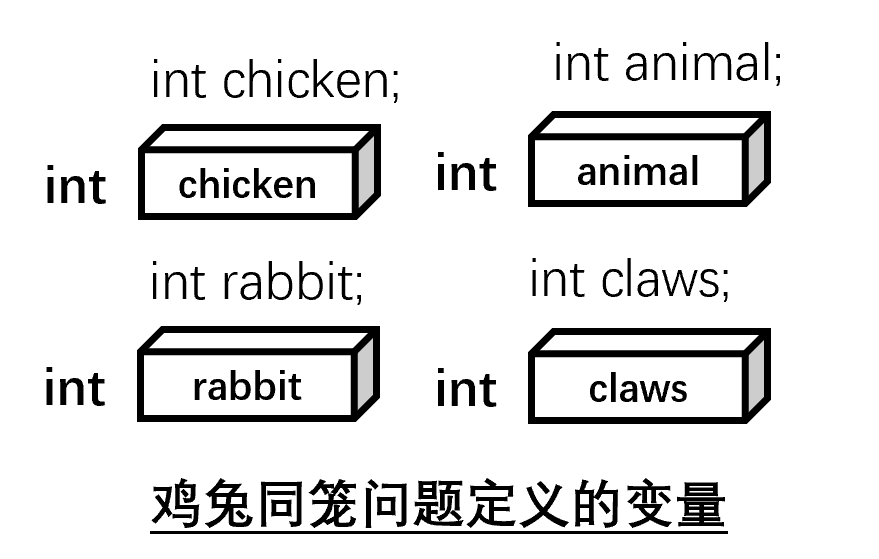 int chicken;
int animal;
int chicken
int animal
int rabbit;
int claws;
int rabbit
int claws
鸡兔同笼问题定义的变量